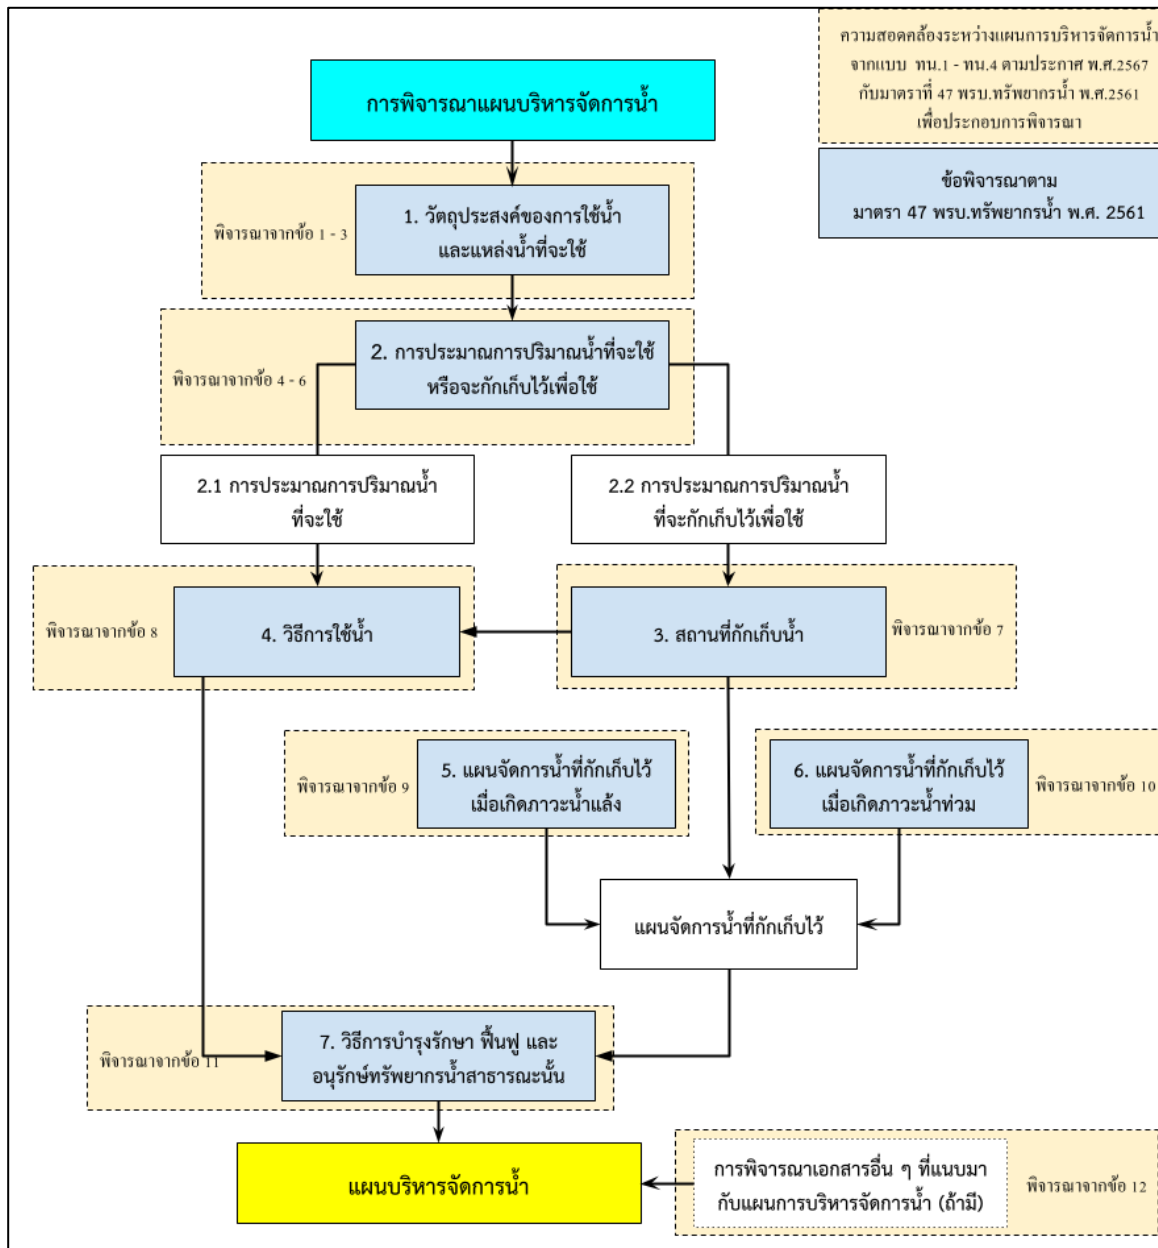 ความสอดคล้องระหว่างแผนการบริหารจัดการน้ำ
จากแบบ ทน.1 - ทน.4 ตามประกาศ พ.ศ.2567
กับมาตราที่ 47 พรบ.ทรัพยากรน้ำ พ.ศ.2561
เพื่อประกอบการพิจารณา
การพิจารณาแผนบริหารจัดการน้ำ
ข้อพิจารณาตาม
มาตรา 47 พรบ.ทรัพยากรน้ำ พ.ศ. 2561
พิจารณาจากข้อ 1 - 3
1. วัตถุประสงค์ของการใช้น้ำ
และแหล่งน้ำที่จะใช้
พิจารณาจากข้อ 4 - 6
2. การประมาณการปริมาณน้ำที่จะใช้
หรือจะกักเก็บไว้เพื่อใช้
2.1 การประมาณการปริมาณน้ำ
ที่จะใช้
2.2 การประมาณการปริมาณน้ำ
ที่จะกักเก็บไว้เพื่อใช้
พิจารณาจากข้อ 8
4. วิธีการใช้น้ำ
3. สถานที่กักเก็บน้ำ
พิจารณาจากข้อ 7
พิจารณาจากข้อ 9
5. แผนจัดการน้ำที่กักเก็บไว้
เมื่อเกิดภาวะน้ำแล้ง
6. แผนจัดการน้ำที่กักเก็บไว้
เมื่อเกิดภาวะน้ำท่วม
พิจารณาจากข้อ 10
แผนจัดการน้ำที่กักเก็บไว้
พิจารณาจากข้อ 11
7. วิธีการบำรุงรักษา ฟื้นฟู และ
อนุรักษ์ทรัพยากรน้ำสาธารณะนั้น
แผนบริหารจัดการน้ำ
การพิจารณาเอกสารอื่น ๆ ที่แนบมา
กับแผนการบริหารจัดการน้ำ (ถ้ามี)
พิจารณาจากข้อ 12